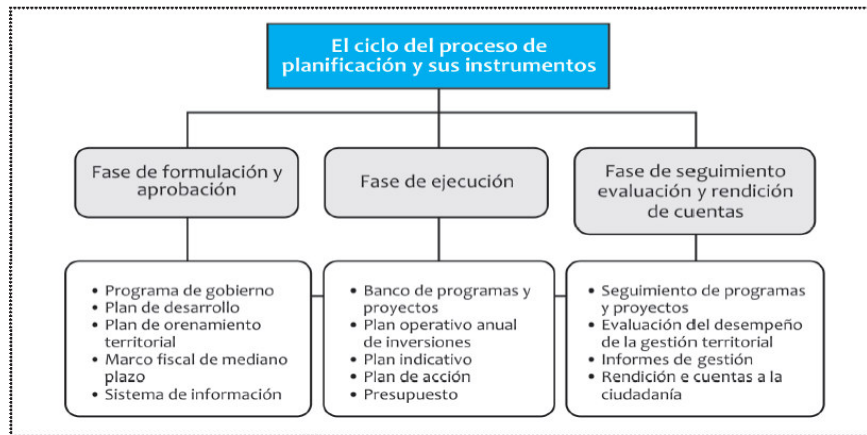 El ciclo del proceso de
planificación y sus instrumentos
Fase de formulación y
aprobación
Fase de ejecución
Fase de seguimiento
evaluación y rendición
de cuentas
• Programa de gobierno
• Plan de desarrollo
• Plan de orenamiento
territorial
• Marco fiscal de mediano
plazo
• Sistema de información
• Banco de programas y
proyectos
• Plan operativo anual
de inversiones
• Plan indicativo
• Plan de acción
• Presupuesto
• Seguimiento de programas
y proyectos
• Evaluación del desempeño
de la gestión territorial
• Informes de gestión
• Rendición e cuentas a la
ciudadanía